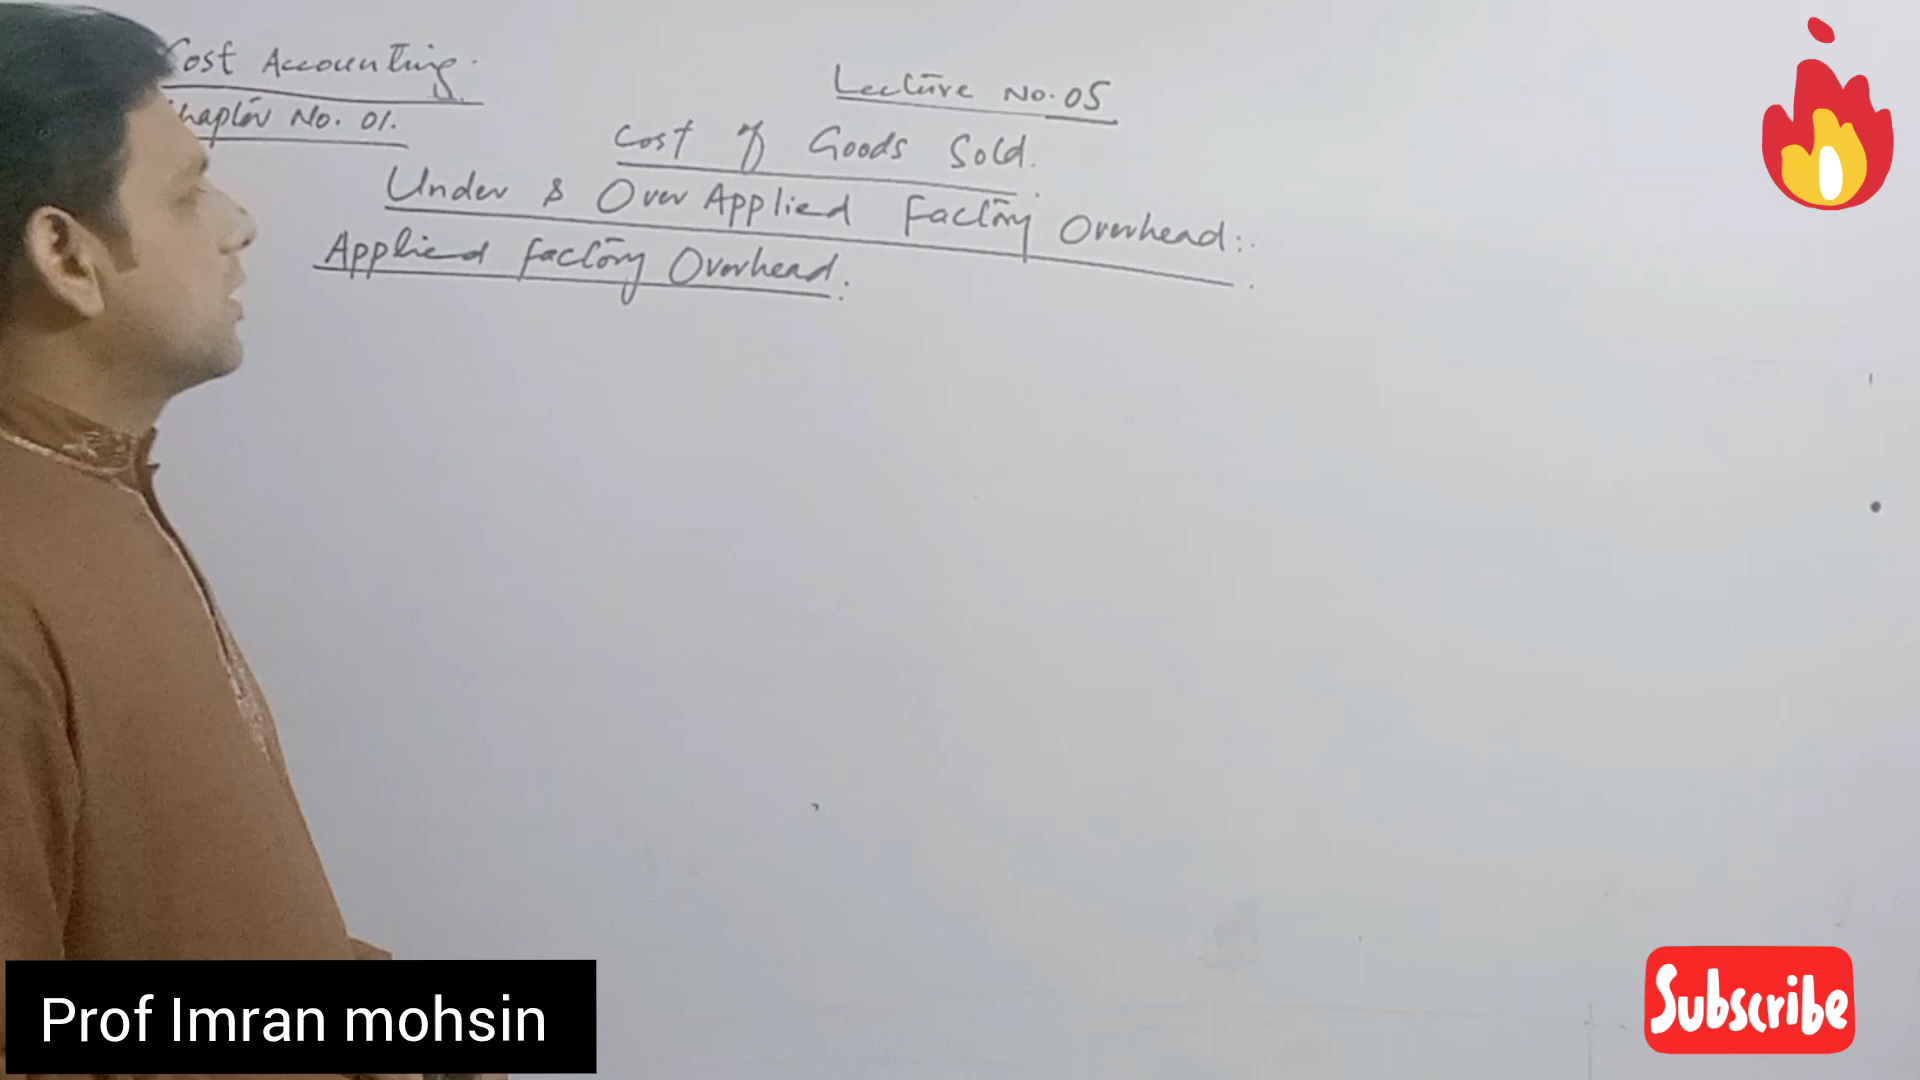 Cost Accounting.
Chapter No. 01.
Lecture No. 05
Cost of Goods Sold.
Under & Over Applied Factory Overhead:.
Applied Factory Overhead:
Prof Imran mohsin
Subscribe